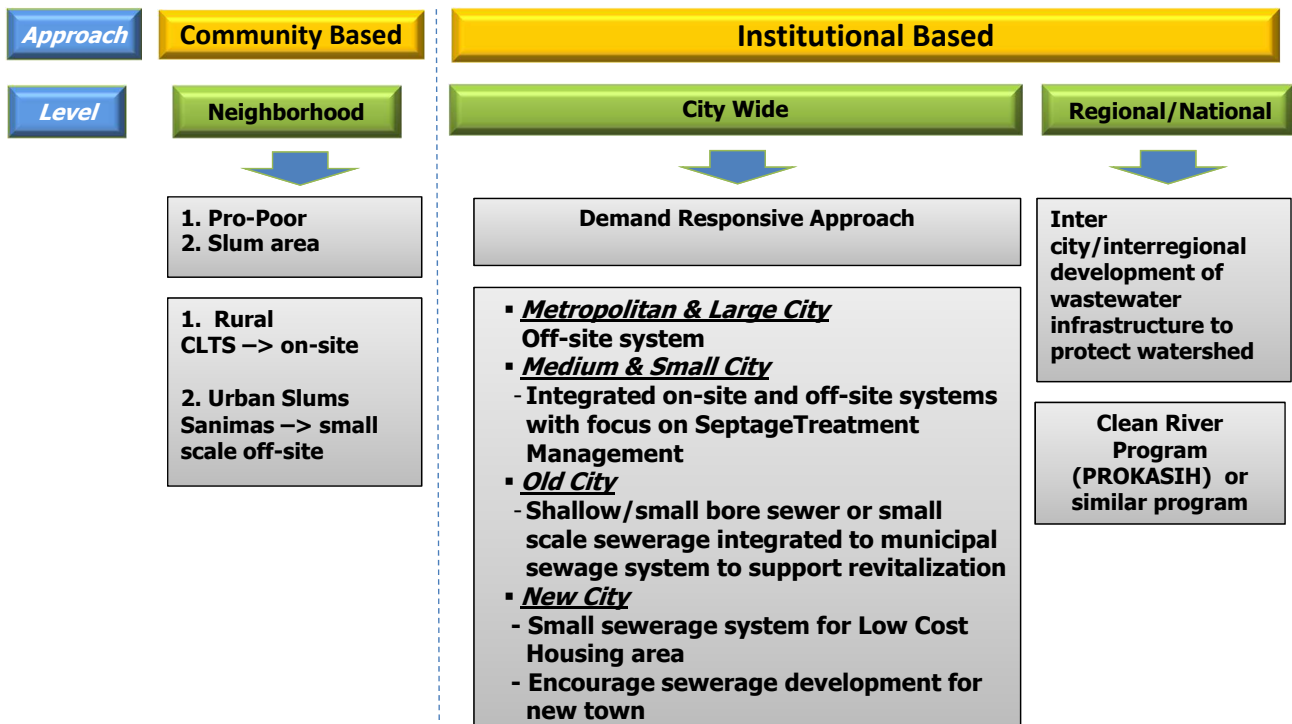 Approach
Community Based
Institutional Based
Level
Neighborhood
City Wide
Regional/National
1. Pro-Poor
2. Slum area
1. Rural
CLTS –> on-site
2. Urban Slums
Sanimas –> small
scale off-site
Demand Responsive Approach
▪ Metropolitan & Large City
Off-site system
▪ Medium & Small City
- Integrated on-site and off-site systems
with focus on SeptageTreatment
Management
▪ Old City
- Shallow/small bore sewer or small
scale sewerage integrated to municipal
sewage system to support revitalization
▪ New City
- Small sewerage system for Low Cost
Housing area
- Encourage sewerage development for
new town
Inter
city/interregional
development of
wastewater
infrastructure to
protect watershed
Clean River
Program
(PROKASIH) or
similar program